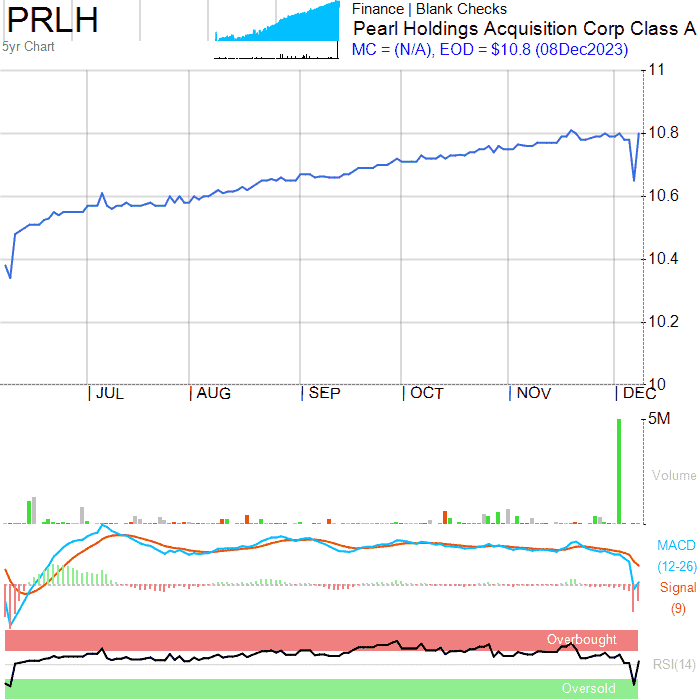 PRLH
5yr Chart
Finance | Blank Checks
Pearl Holdings Acquisition Corp Class A
MC = (N/A), EOD = $10.8 (08Dec2023)
11
10.8
10.6
10.4
10.2
10
JUL AUG SEP OCT NOV DEC
5M
Volume
MACD
(12-26)
Signal
(9)
Overbought
RSI(14)
Oversold